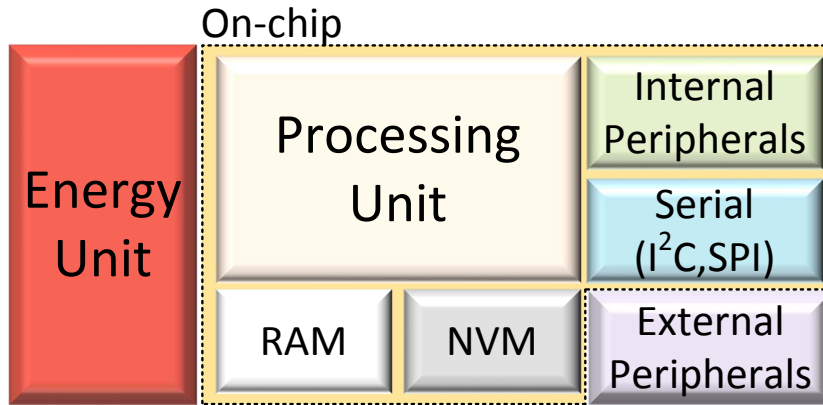 On-chip
Energy
Unit
Processing
Unit
Internal
Peripherals
Serial
(I²C,SPI)
RAM
NVM
External
Peripherals